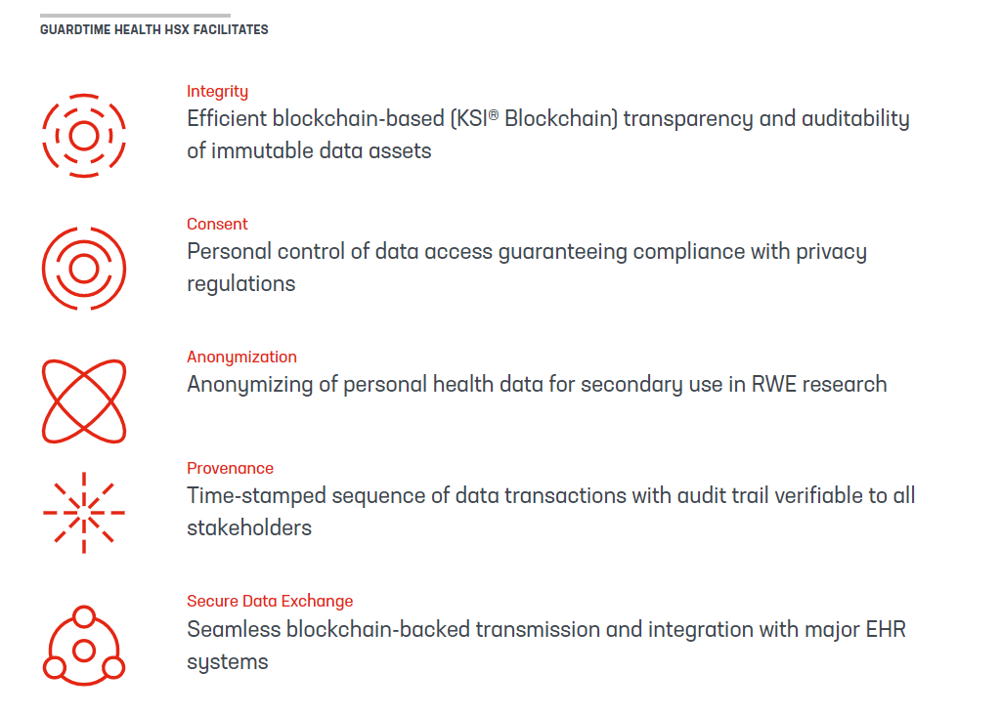 GUARDTIME HEALTH HSX FACILITATES
Integrity
Efficient blockchain-based (KSI® Blockchain) transparency and auditability
of immutable data assets
Consent
Personal control of data access guaranteeing compliance with privacy
regulations
Anonymization
Anonymizing of personal health data for secondary use in RWE research
Provenance
Time-stamped sequence of data transactions with audit trail verifiable to all
stakeholders
Secure Data Exchange
Seamless blockchain-backed transmission and integration with major EHR
systems